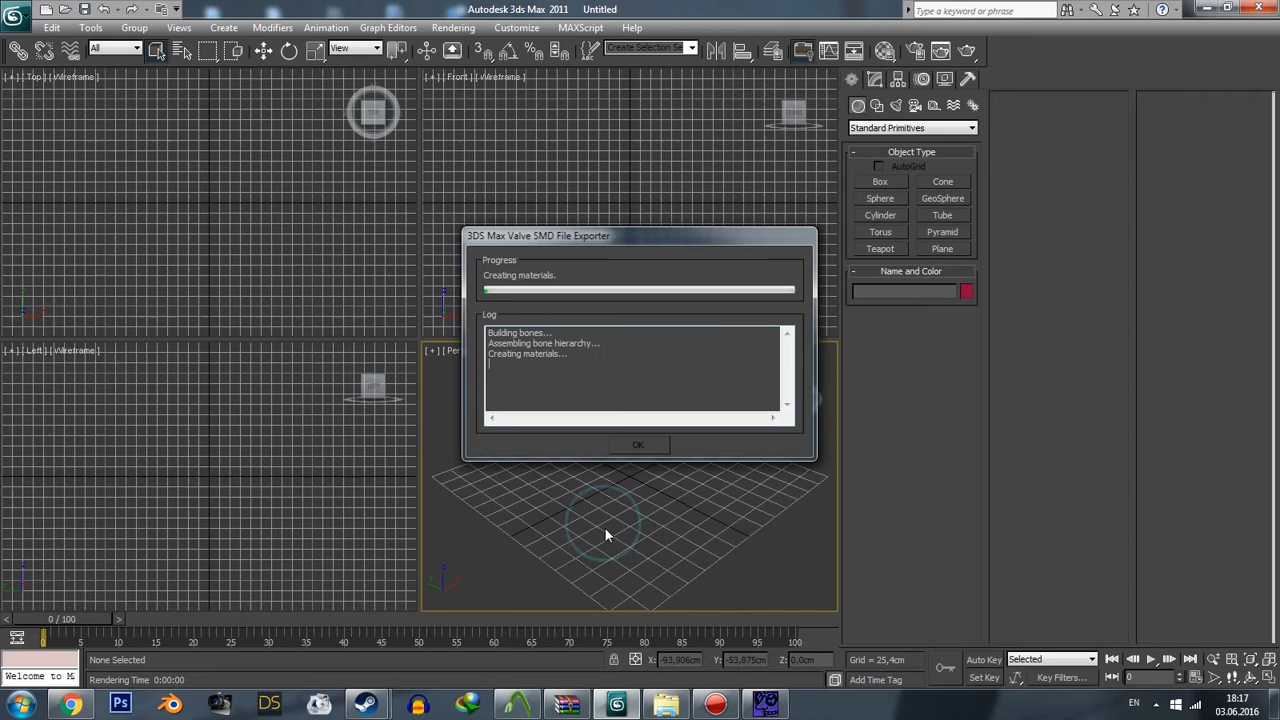 Autodesk 3ds Max 2011 Untitled
Type a keyword or phrase
Edit Tools Group Views Create Modifiers Animation Graph Editors Rendering Customize MAXScript Help
All
View
Create Selection Se
[ + ] [ Top ] [ Wireframe ]
[ + ] [ Front ] [ Wireframe ]
TOP
Standard Primitives
Object Type
AutoGrid
Box Cone
Sphere GeoSphere
Cylinder Tube
Torus Pyramid
Teapot Plane
Name and Color
3DS Max Valve SMD File Exporter
Progress
Creating materials.
Log
Building bones...
Assembling bone hierarchy...
Creating materials...
OK
[ + ] [ Left ] [ Wireframe ]
[ + ] [ Per
LEFT
0 / 100
0 5 10 15 20 25 30 35 40 45 50 55 60 65 70 75 80 85 90 95 100
None Selected
X: -93,906cm Y: -53,875cm Z: 0,0cm
Grid = 25,4cm
Auto Key
Selected
Welcome to M
Rendering Time 0:00:00
Add Time Tag
Set Key
Key Filters...
0
Ps
DS
EN
18:17
03.06.2016